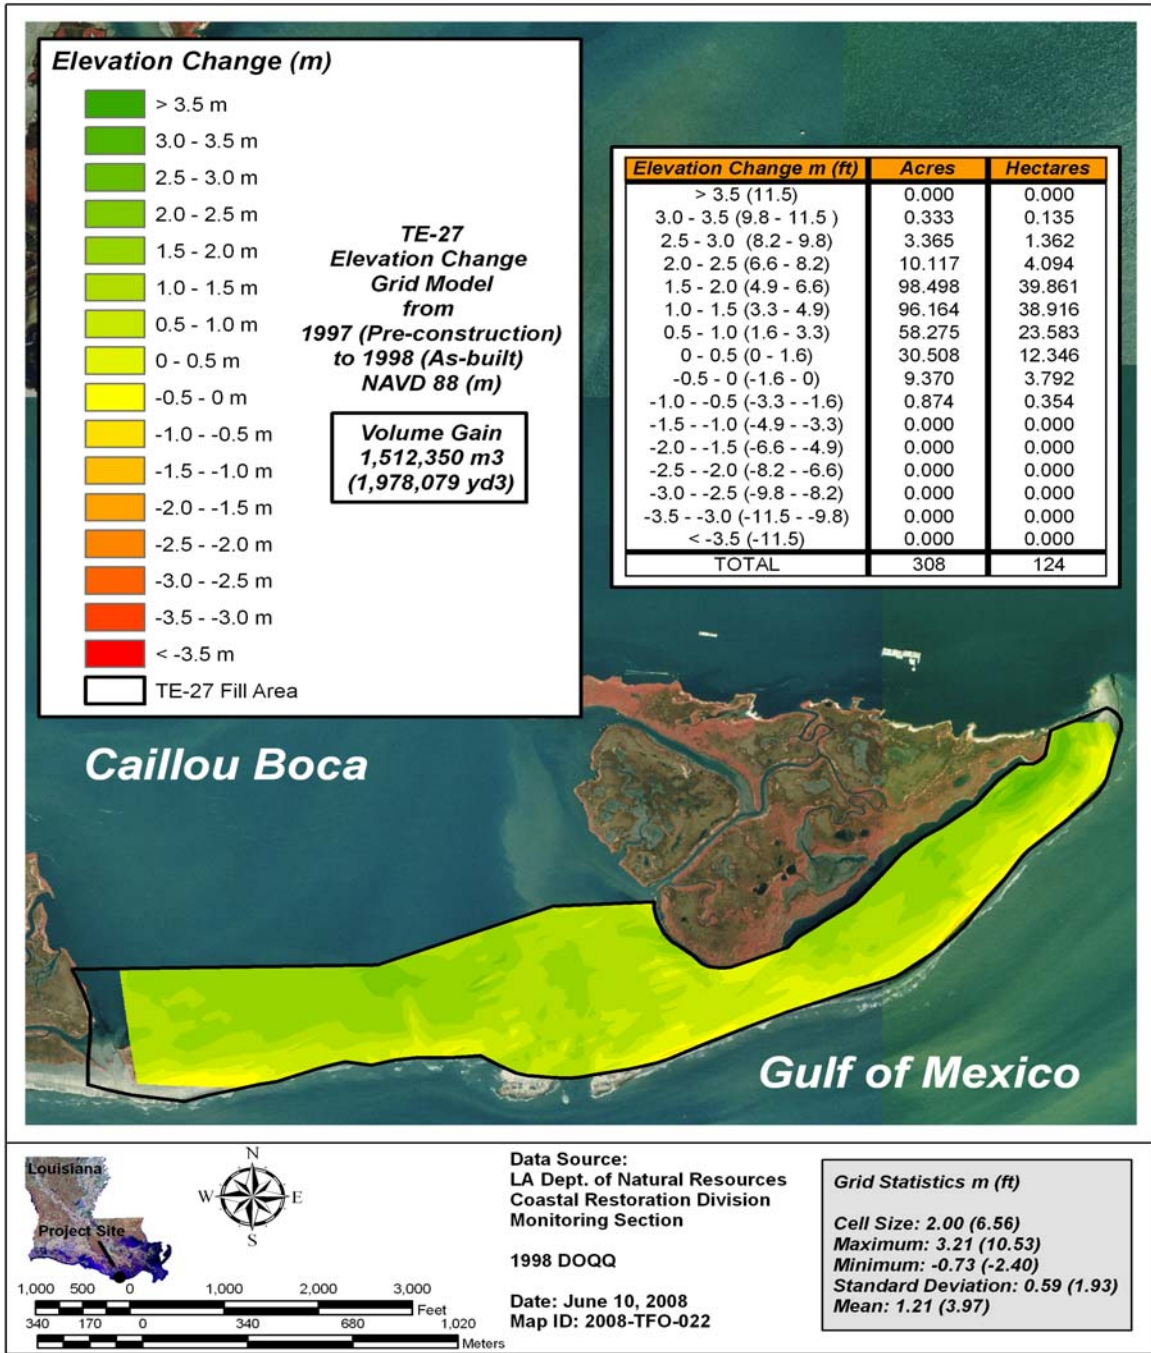 Elevation Change (m)
> 3.5 m
3.0 - 3.5 m
2.5 - 3.0 m
2.0 - 2.5 m
1.5 - 2.0 m
1.0 - 1.5 m
0.5 - 1.0 m
0 - 0.5 m
-0.5 - 0 m
-1.0 - -0.5 m
-1.5 - -1.0 m
-2.0 - -1.5 m
-2.5 - -2.0 m
-3.0 - -2.5 m
-3.5 - -3.0 m
< -3.5 m
TE-27 Fill Area
TE-27
Elevation Change
Grid Model
from
1997 (Pre-construction)
to 1998 (As-built)
NAVD 88 (m)
Volume Gain
1,512,350 m3
(1,978,079 yd3)
Elevation Change m (ft) Acres Hectares
> 3.5 (11.5) 0.000 0.000
3.0 - 3.5 (9.8 - 11.5 ) 0.333 0.135
2.5 - 3.0 (8.2 - 9.8) 3.365 1.362
2.0 - 2.5 (6.6 - 8.2) 10.117 4.094
1.5 - 2.0 (4.9 - 6.6) 98.498 39.861
1.0 - 1.5 (3.3 - 4.9) 96.164 38.916
0.5 - 1.0 (1.6 - 3.3) 58.275 23.583
0 - 0.5 (0 - 1.6) 30.508 12.346
-0.5 - 0 (-1.6 - 0) 9.370 3.792
-1.0 - -0.5 (-3.3 - -1.6) 0.874 0.354
-1.5 - -1.0 (-4.9 - -3.3) 0.000 0.000
-2.0 - -1.5 (-6.6 - -4.9) 0.000 0.000
-2.5 - -2.0 (-8.2 - -6.6) 0.000 0.000
-3.0 - -2.5 (-9.8 - -8.2) 0.000 0.000
-3.5 - -3.0 (-11.5 - -9.8) 0.000 0.000
< -3.5 (-11.5) 0.000 0.000
TOTAL 308 124
Caillou Boca
Gulf of Mexico
Louisiana
Project Site
N
W E
S
1,000 500 0 1,000 2,000 3,000
Feet
340 170 0 340 680 1,020
Meters
Data Source:
LA Dept. of Natural Resources
Coastal Restoration Division
Monitoring Section
1998 DOQQ
Date: June 10, 2008
Map ID: 2008-TFO-022
Grid Statistics m (ft)
Cell Size: 2.00 (6.56)
Maximum: 3.21 (10.53)
Minimum: -0.73 (-2.40)
Standard Deviation: 0.59 (1.93)
Mean: 1.21 (3.97)